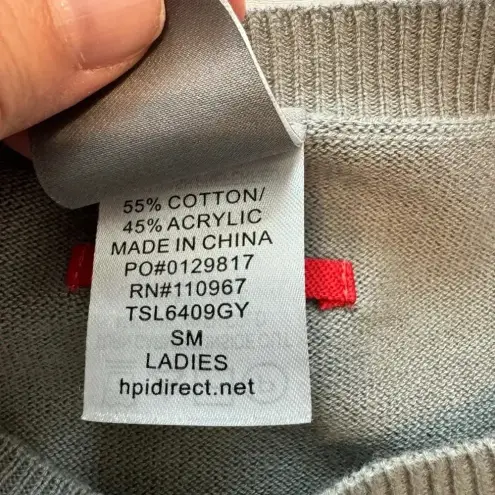 55% COTTON/
45% ACRYLIC
MADE IN CHINA
PO#0129817
RN#110967
TSL6409GY
SM
LADIES
hpidirect.net